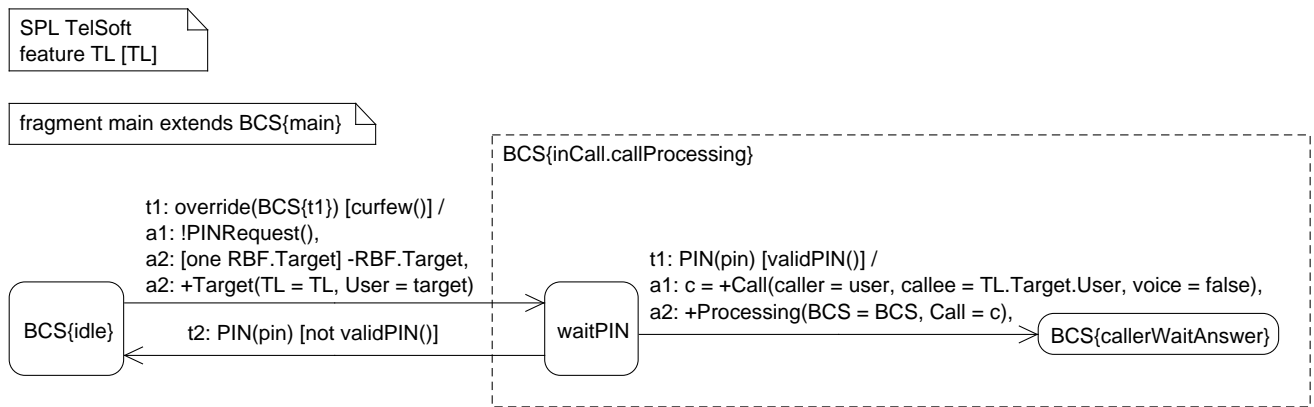 SPL TelSoft
feature TL [TL]
fragment main extends BCS{main}
BCS{inCall.callProcessing}
t1: override(BCS{t1}) [curfew()] /
a1: !PINRequest(),
a2: [one RBF.Target] -RBF.Target,
a2: +Target(TL = TL, User = target)
t1: PIN(pin) [validPIN()] /
a1: c = +Call(caller = user, callee = TL.Target.User, voice = false),
a2: +Processing(BCS = BCS, Call = c),
BCS{idle}
t2: PIN(pin) [not validPIN()]
waitPIN
BCS{callerWaitAnswer}